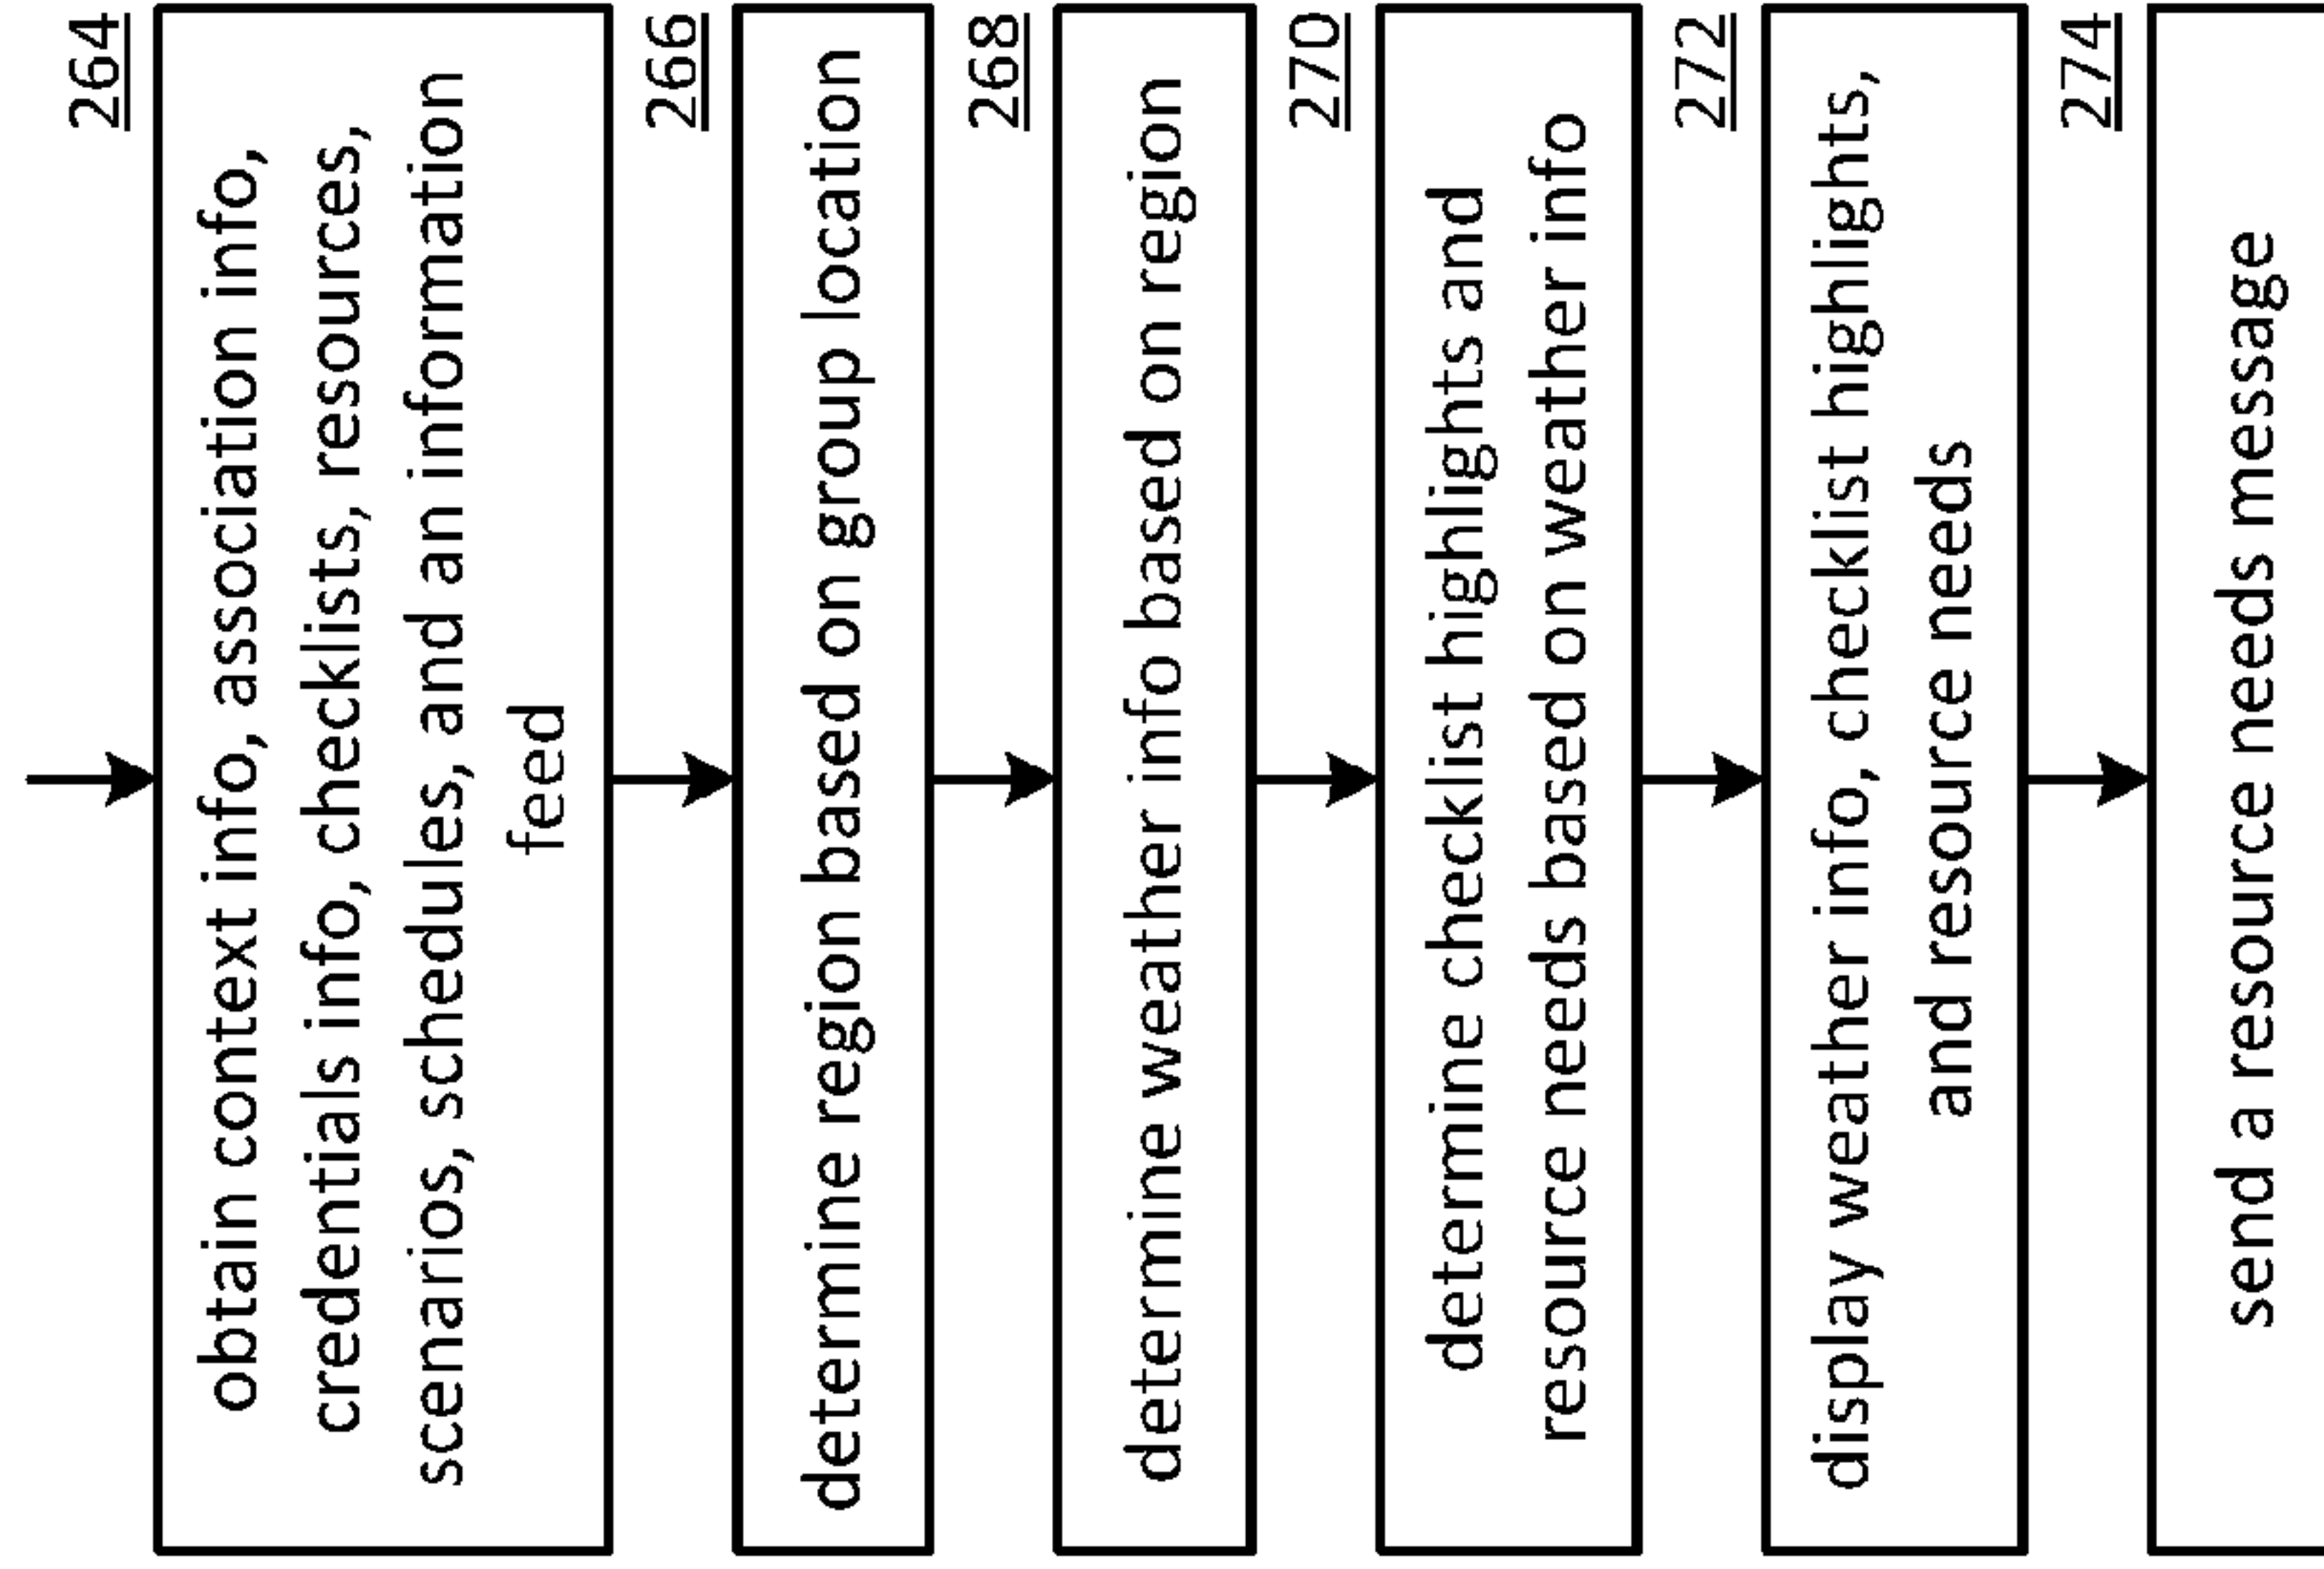 264
obtain context info, association info,
credentials info, checklists, resources,
scenarios, schedules, and an information
feed
266
determine region based on group location
268
determine weather info based on region
270
determine checklist highlights and
resource needs based on weather info
272
display weather info, checklist highlights,
and resource needs
274
send a resource needs message